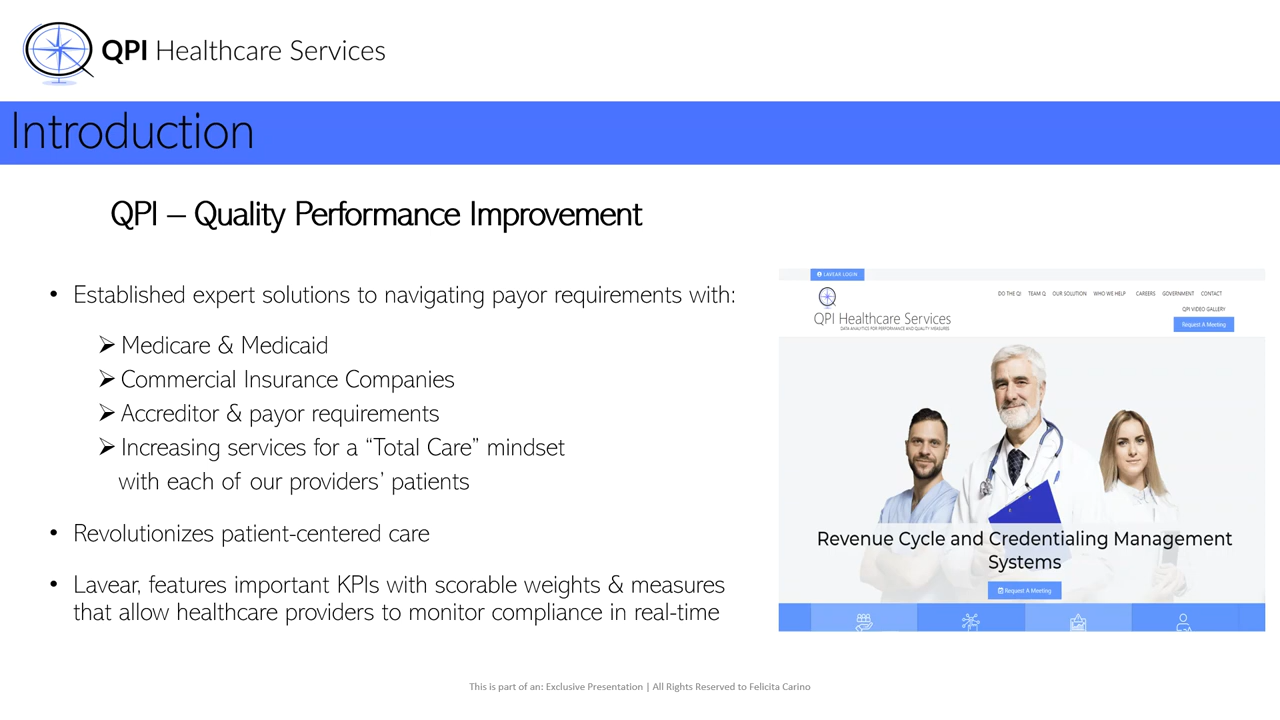 QPI Healthcare Services
Introduction
QPI – Quality Performance Improvement
• Established expert solutions to navigating payor requirements with:
➢ Medicare & Medicaid
➢ Commercial Insurance Companies
➢ Accreditor & payor requirements
➢ Increasing services for a “Total Care” mindset
with each of our providers’ patients
• Revolutionizes patient-centered care
• Lavear, features important KPIs with scorable weights & measures
that allow healthcare providers to monitor compliance in real-time
LAVEAR LOGIN
DO THE Q! TEAM Q OUR SOLUTION WHO WE HELP CAREERS GOVERNMENT CONTACT
QPI VIDEO GALLERY
QPI Healthcare Services
DATA ANALYTICS FOR PERFORMANCE AND QUALITY MEASURES
Request A Meeting
Revenue Cycle and Credentialing Management
Systems
Request A Meeting
This is part of an: Exclusive Presentation | All Rights Reserved to Felicita Carino